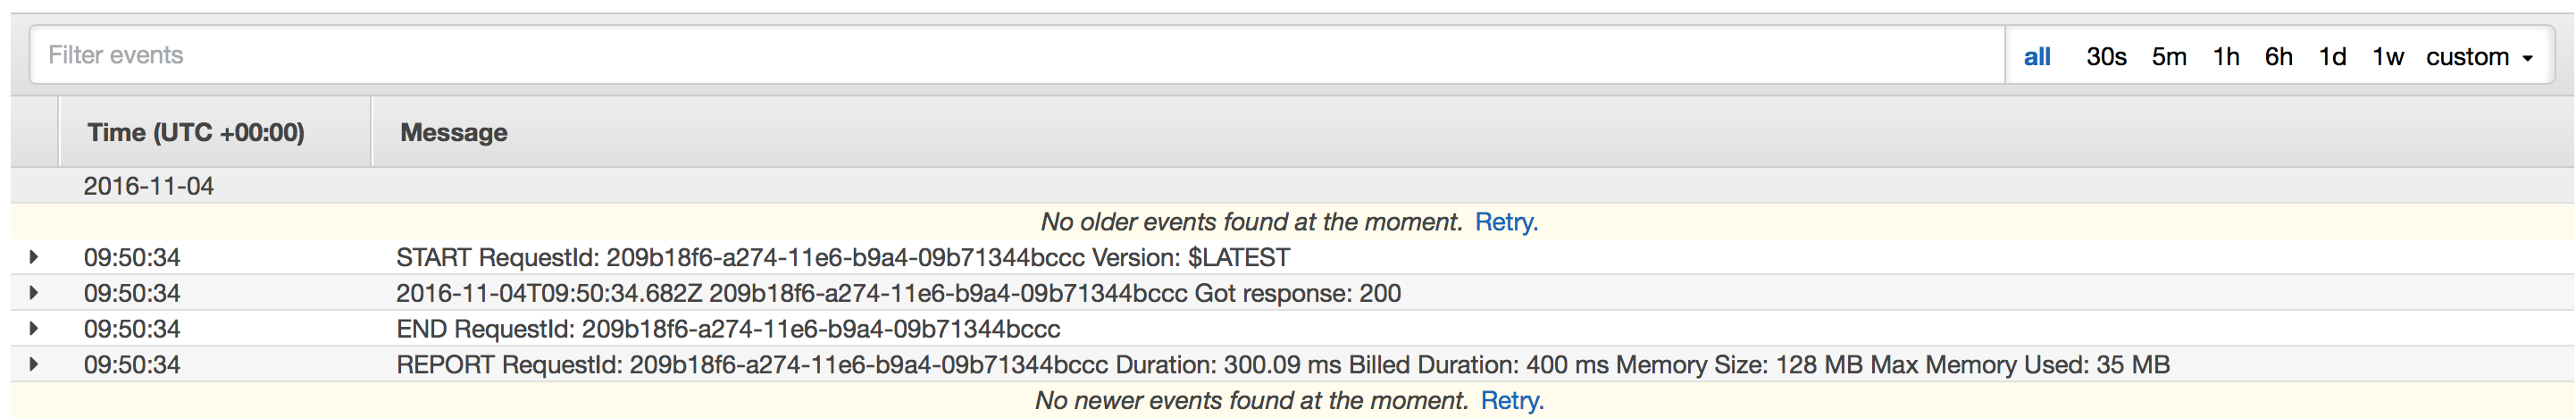 Filter events all 30s 5m 1h 6h 1d 1w custom
Time (UTC +00:00) Message
2016-11-04
No older events found at the moment. Retry.
09:50:34 START RequestId: 209b18f6-a274-11e6-b9a4-09b71344bccc Version: $LATEST
09:50:34 2016-11-04T09:50:34.682Z 209b18f6-a274-11e6-b9a4-09b71344bccc Got response: 200
09:50:34 END RequestId: 209b18f6-a274-11e6-b9a4-09b71344bccc
09:50:34 REPORT RequestId: 209b18f6-a274-11e6-b9a4-09b71344bccc Duration: 300.09 ms Billed Duration: 400 ms Memory Size: 128 MB Max Memory Used: 35 MB
No newer events found at the moment. Retry.